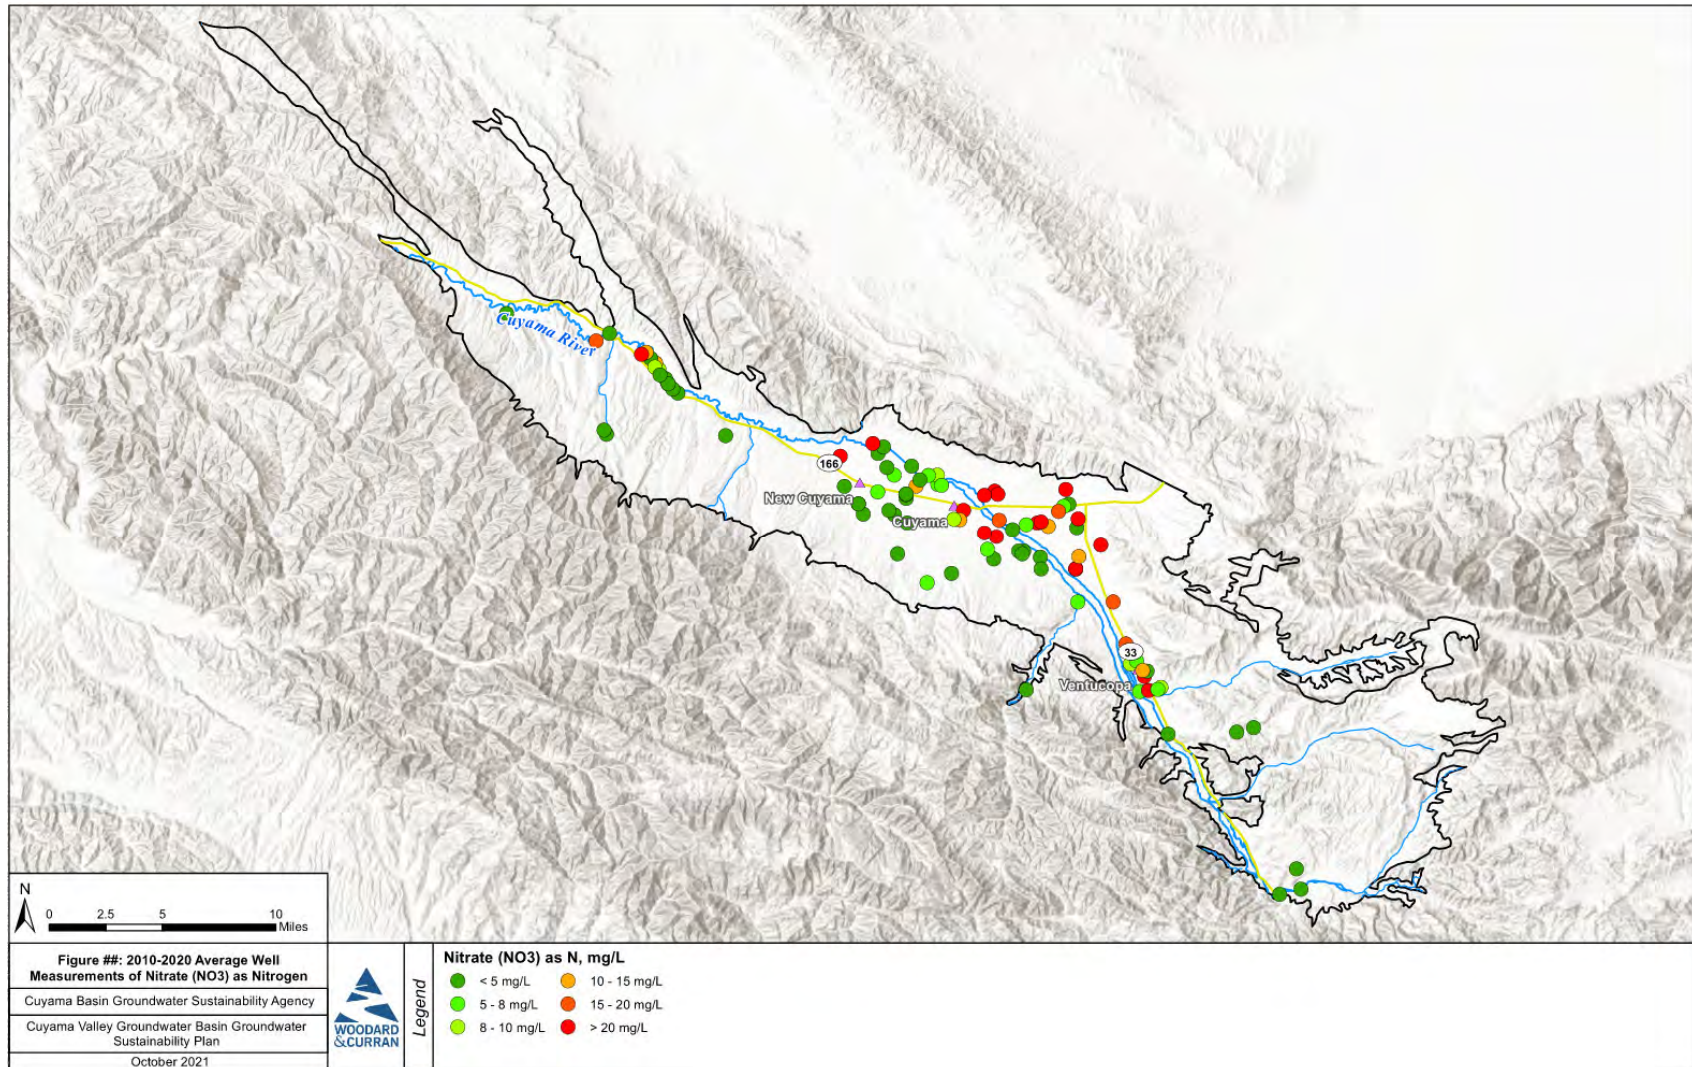 Cuyama River
166
New Cuyama
Cuyama
33
Ventucopa
N
0 2.5 5 10
Miles
Figure ##: 2010-2020 Average Well
Measurements of Nitrate (NO3) as Nitrogen
Cuyama Basin Groundwater Sustainability Agency
Cuyama Valley Groundwater Basin Groundwater
Sustainability Plan
October 2021
WOODARD
&CURRAN
Legend
Nitrate (NO3) as N, mg/L
< 5 mg/L
5 - 8 mg/L
8 - 10 mg/L
10 - 15 mg/L
15 - 20 mg/L
> 20 mg/L